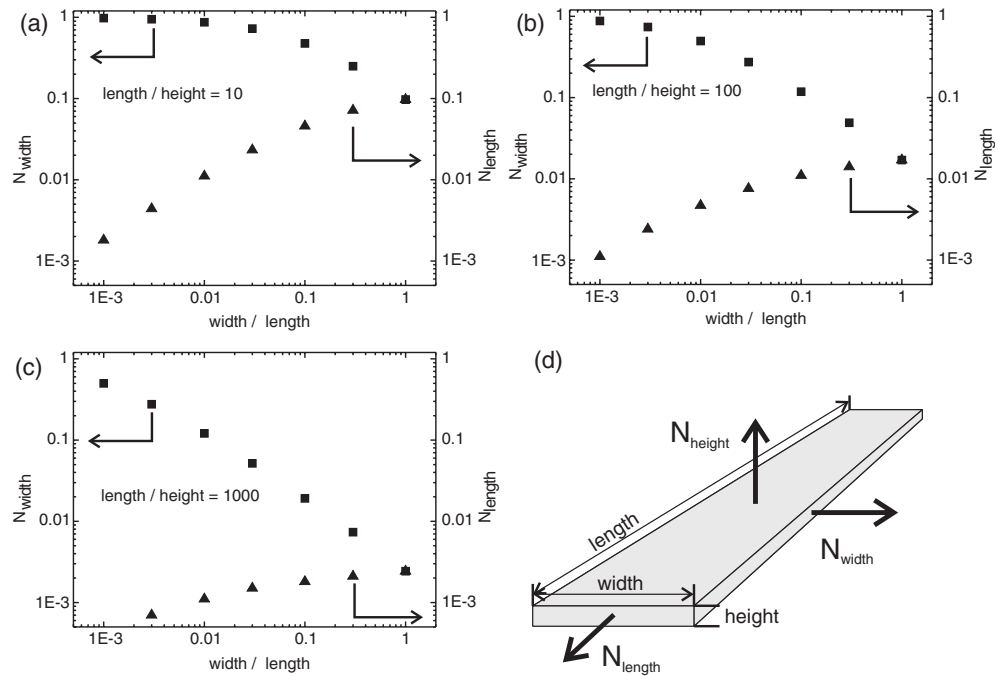 (a)
1
0.1
0.01
1E-3
N_width
length / height = 10
1
0.1
0.01
1E-3
N_length
1E-3 0.01 0.1 1
width / length
(b)
1
0.1
0.01
1E-3
N_width
length / height = 100
1
0.1
0.01
1E-3
N_length
1E-3 0.01 0.1 1
width / length
(c)
1
0.1
0.01
1E-3
N_width
length / height = 1000
1
0.1
0.01
1E-3
N_length
1E-3 0.01 0.1 1
width / length
(d)
N_height
length
N_width
width
height
N_length